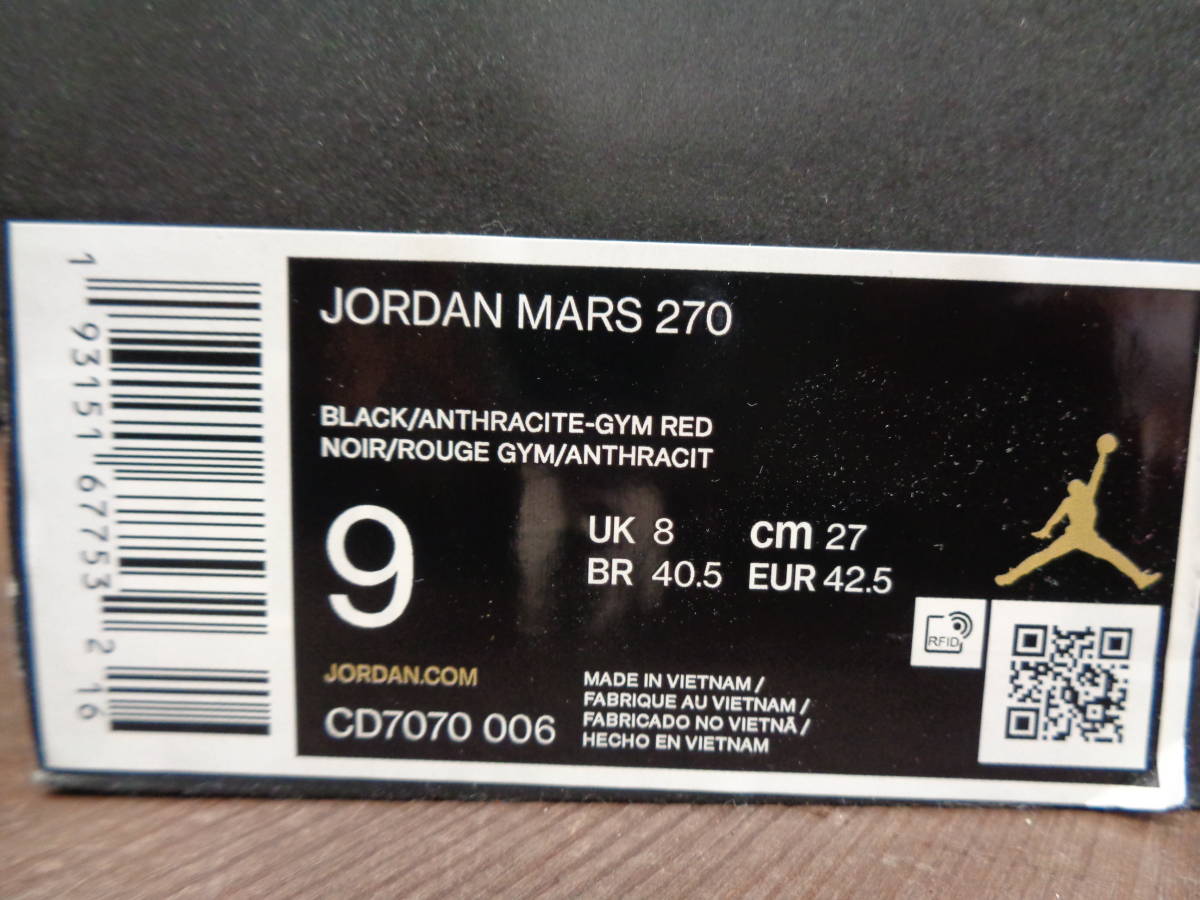 1 93151 67753 2 16
JORDAN MARS 270
BLACK/ANTHRACITE-GYM RED
NOIR/ROUGE GYM/ANTHRACIT
9
UK 8 cm 27
BR 40.5 EUR 42.5
RFID
JORDAN.COM
CD7070 006
MADE IN VIETNAM /
FABRIQUE AU VIETNAM /
FABRICADO NO VIETNÃ /
HECHO EN VIETNAM